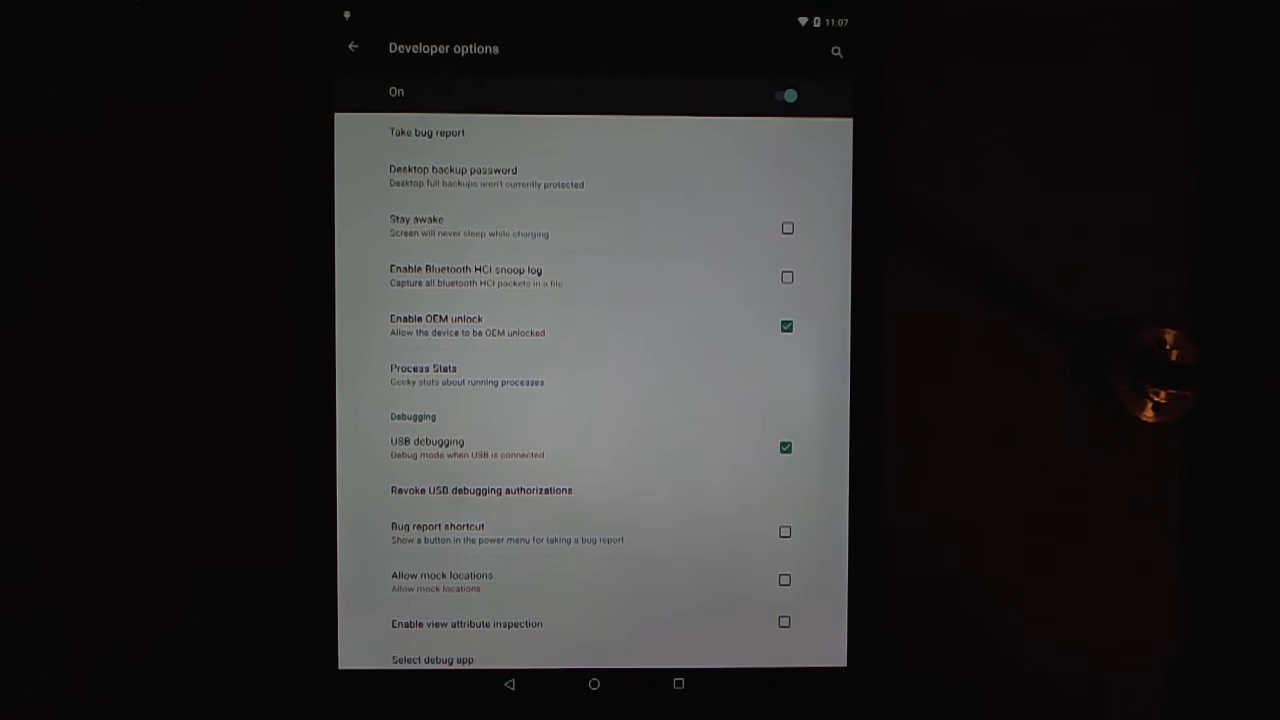 11:07
Developer options
On
Take bug report
Desktop backup password
Desktop full backups aren't currently protected
Stay awake
Screen will never sleep while charging
Enable Bluetooth HCI snoop log
Capture all bluetooth HCI packets in a file
Enable OEM unlock
Allow the device to be OEM unlocked
Process Stats
Geeky stats about running processes
Debugging
USB debugging
Debug mode when USB is connected
Revoke USB debugging authorizations
Bug report shortcut
Show a button in the power menu for taking a bug report
Allow mock locations
Allow mock locations
Enable view attribute inspection
Select debug app